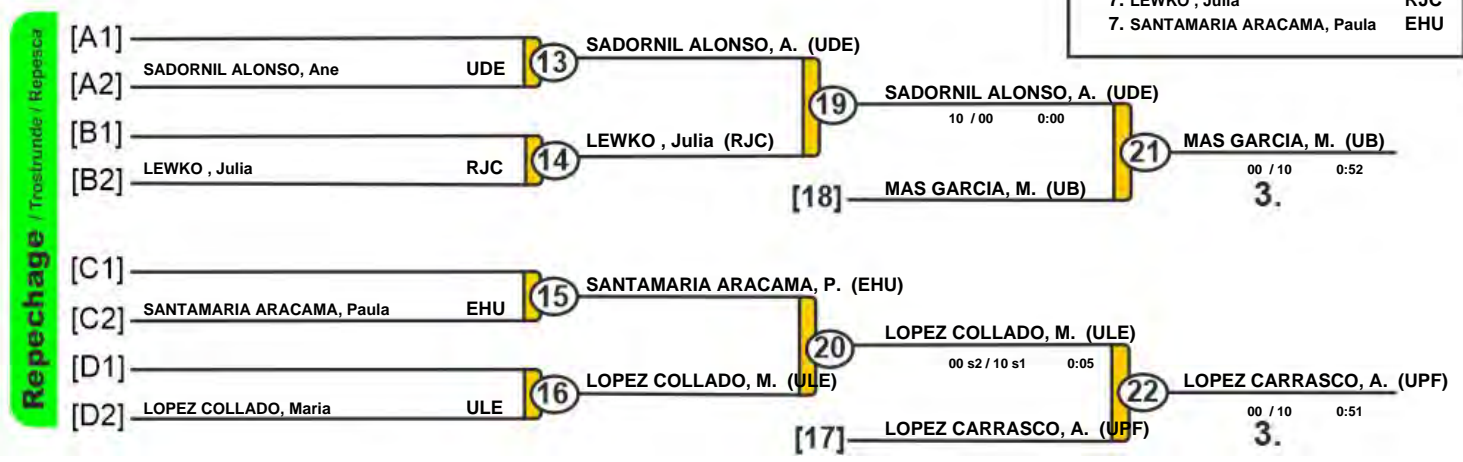 7. LEWKO , Julia RJC
7. SANTAMARIA ARACAMA, Paula EHU
Repechage / Trostrunde / Repesca
[A1]
[A2] SADORNIL ALONSO, Ane UDE
13
SADORNIL ALONSO, A. (UDE)
[B1]
[B2] LEWKO , Julia RJC
14
LEWKO , Julia (RJC)
19
SADORNIL ALONSO, A. (UDE)
10 / 00 0:00
[18] MAS GARCIA, M. (UB)
21
MAS GARCIA, M. (UB)
00 / 10 0:52
3.
[C1]
[C2] SANTAMARIA ARACAMA, Paula EHU
15
SANTAMARIA ARACAMA, P. (EHU)
[D1]
[D2] LOPEZ COLLADO, Maria ULE
16
LOPEZ COLLADO, M. (ULE)
20
LOPEZ COLLADO, M. (ULE)
00 s2 / 10 s1 0:05
[17] LOPEZ CARRASCO, A. (UPF)
22
LOPEZ CARRASCO, A. (UPF)
00 / 10 0:51
3.